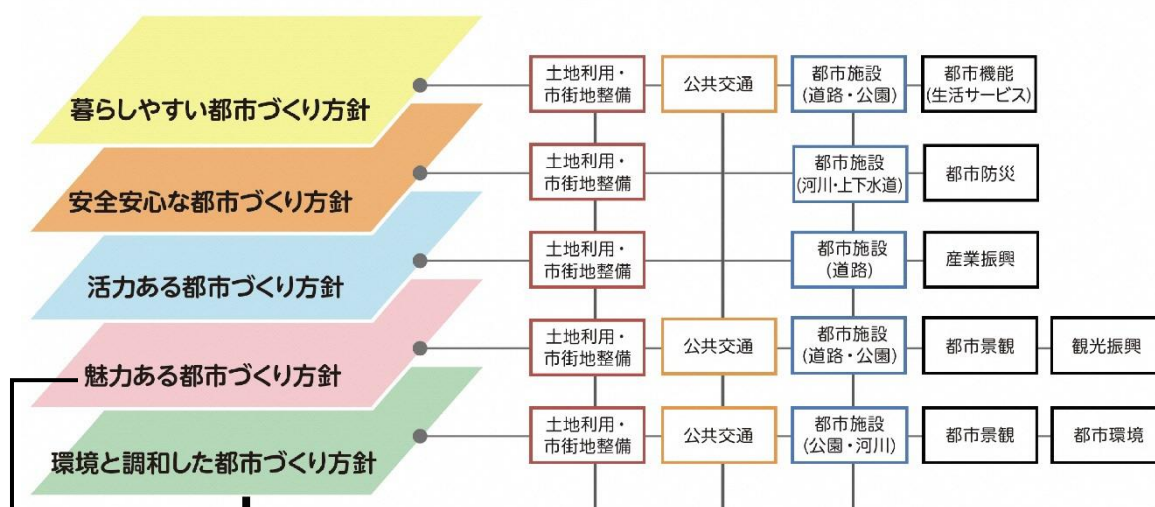 暮らしやすい都市づくり方針
土地利用・
市街地整備
公共交通
都市施設
(道路・公園)
都市機能
(生活サービス)
安全安心な都市づくり方針
土地利用・
市街地整備
都市施設
(河川・上下水道)
都市防災
活力ある都市づくり方針
土地利用・
市街地整備
都市施設
(道路)
産業振興
魅力ある都市づくり方針
土地利用・
市街地整備
公共交通
都市施設
(道路・公園)
都市景観
観光振興
環境と調和した都市づくり方針
土地利用・
市街地整備
公共交通
都市施設
(公園・河川)
都市景観
都市環境